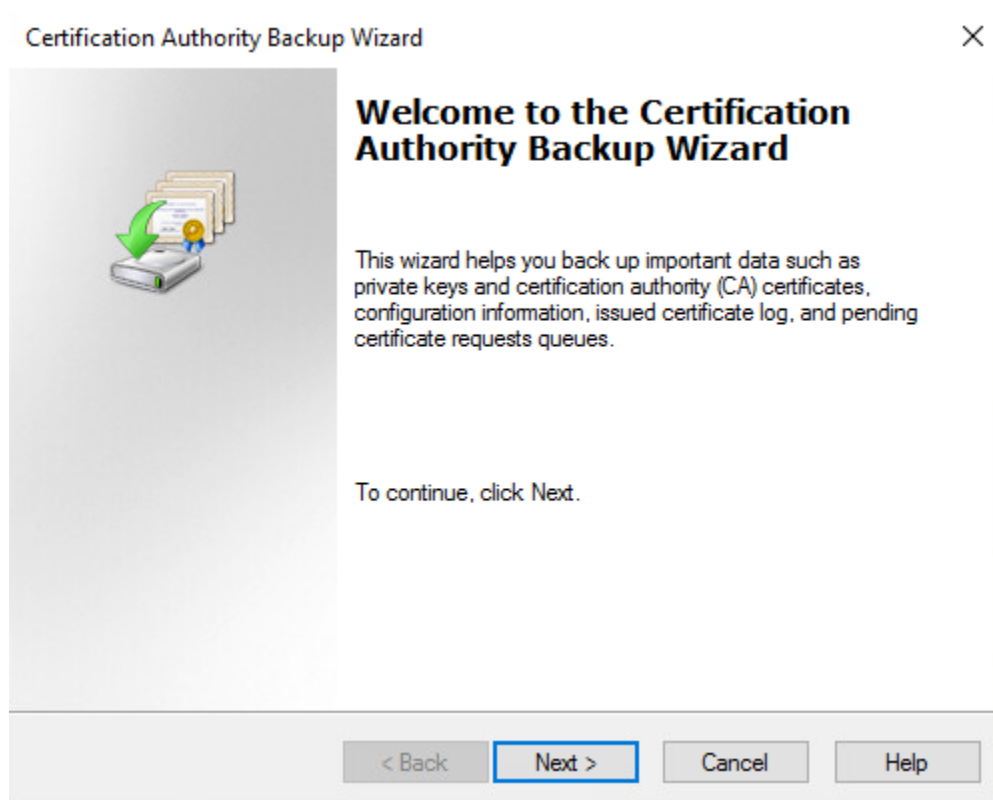 Certification Authority Backup Wizard
Welcome to the Certification
Authority Backup Wizard
This wizard helps you back up important data such as
private keys and certification authority (CA) certificates,
configuration information, issued certificate log, and pending
certificate requests queues.
To continue, click Next.
< Back
Next >
Cancel
Help